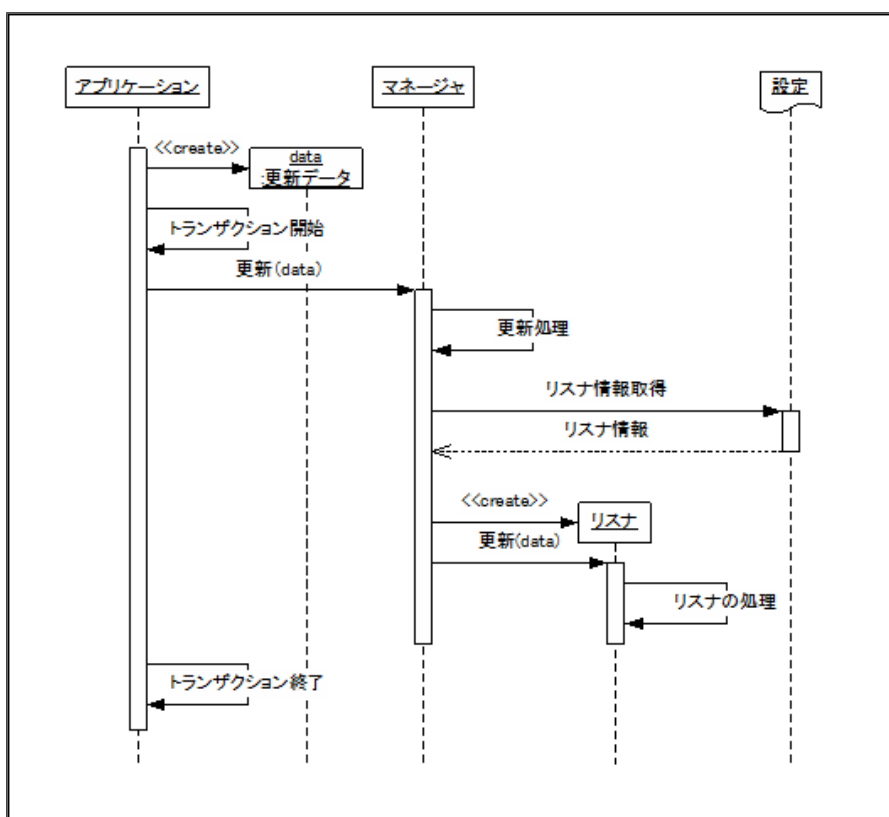 アプリケーション
マネージャ
設定
<<create>>
data
:更新データ
トランザクション開始
更新(data)
更新処理
リスナ情報取得
リスナ情報
<<create>>
リスナ
更新(data)
リスナの処理
トランザクション終了